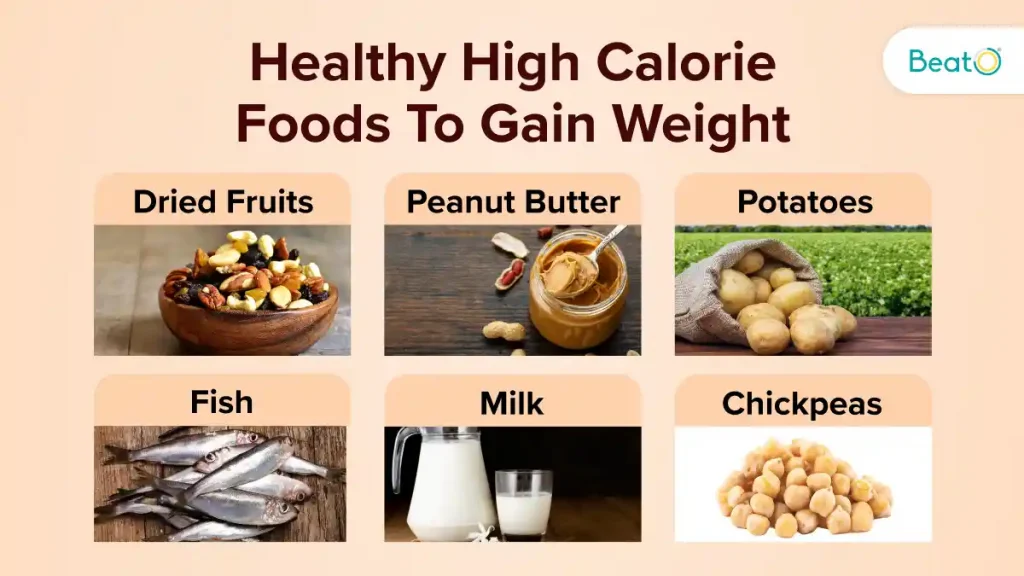 Healthy High Calorie
Foods To Gain Weight
BeatO
Dried Fruits
Peanut Butter
Potatoes
Fish
Milk
Chickpeas